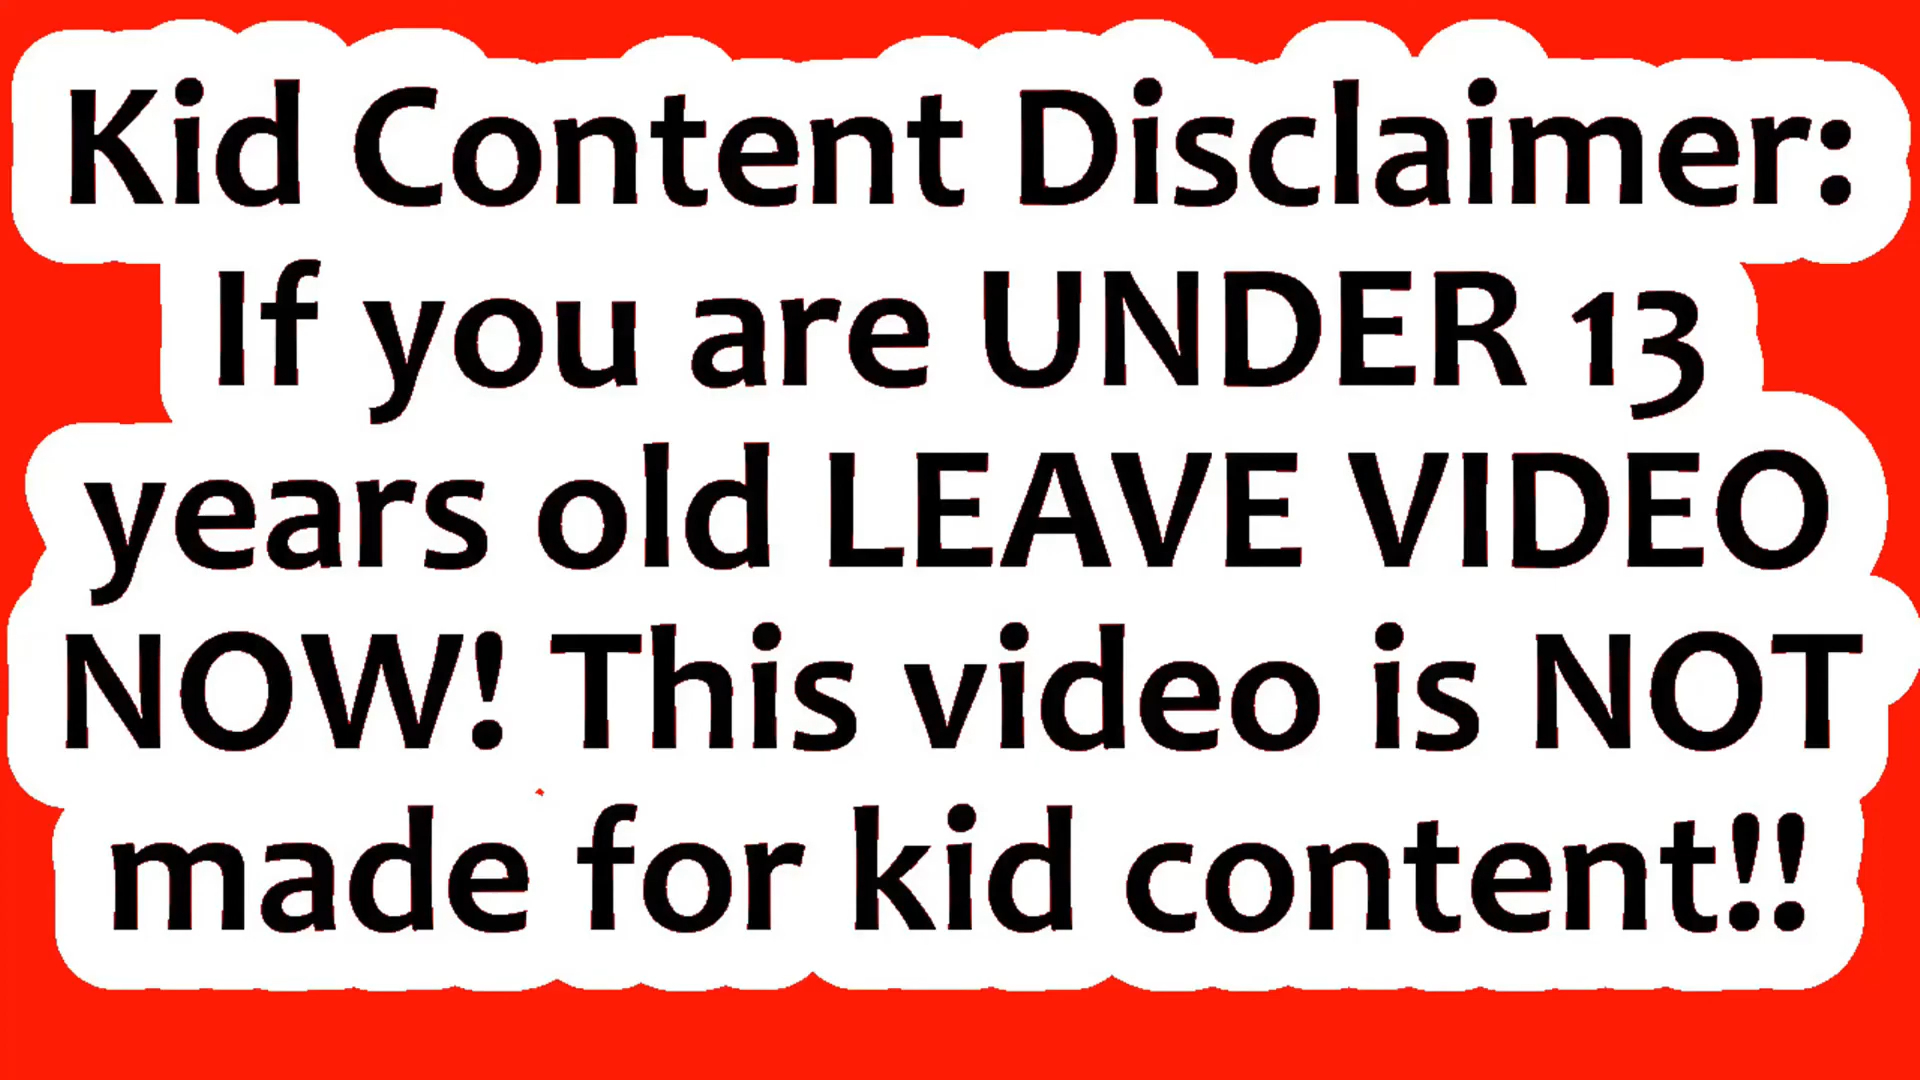 Kid Content Disclaimer:
If you are UNDER 13
years old LEAVE VIDEO
NOW! This video is NOT
made for kid content!!